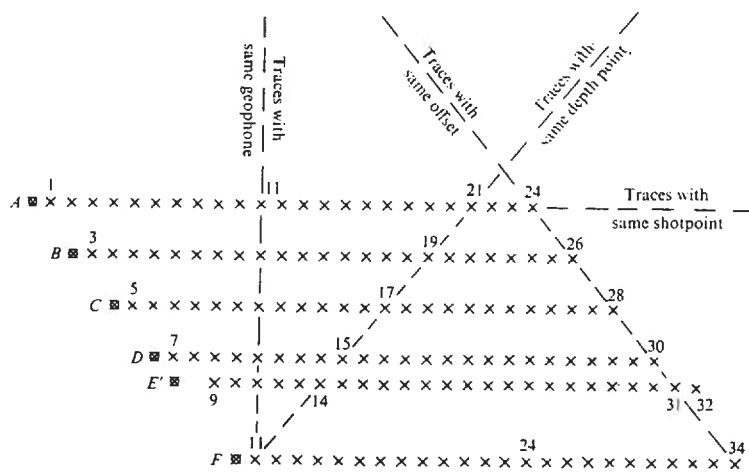 Traces with
same geophone
Traces with
same offset
Traces with
same depth point
1
11
21
24
A
Traces with
same shotpoint
3
19
26
B
5
17
28
C
7
15
30
D
E'
9
14
31
32
11
24
34
F